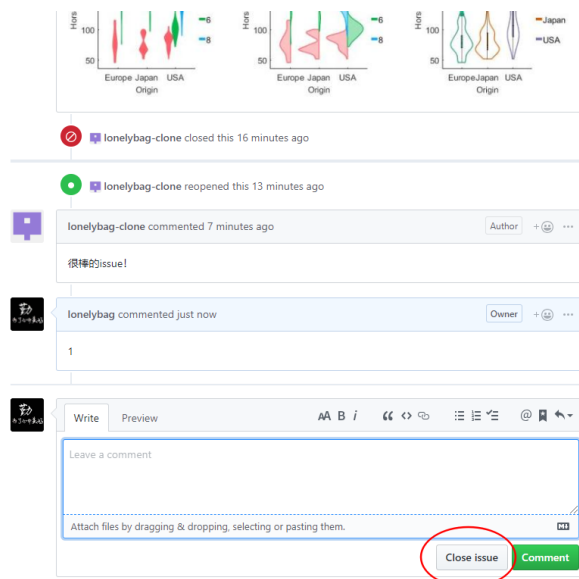 Hors
100
50
Europe Japan USA
Origin
6
8
Hors
100
50
Europe Japan USA
Origin
6
8
Hors
100
50
Europe Japan USA
Origin
Japan
USA
lonelybag-clone closed this 16 minutes ago
lonelybag-clone reopened this 13 minutes ago
lonelybag-clone commented 7 minutes ago
Author
很棒的issue!
勤
lonelybag commented just now
Owner
1
勤
Write
Preview
AA B i
Leave a comment
Attach files by dragging & dropping, selecting or pasting them.
Close issue
Comment